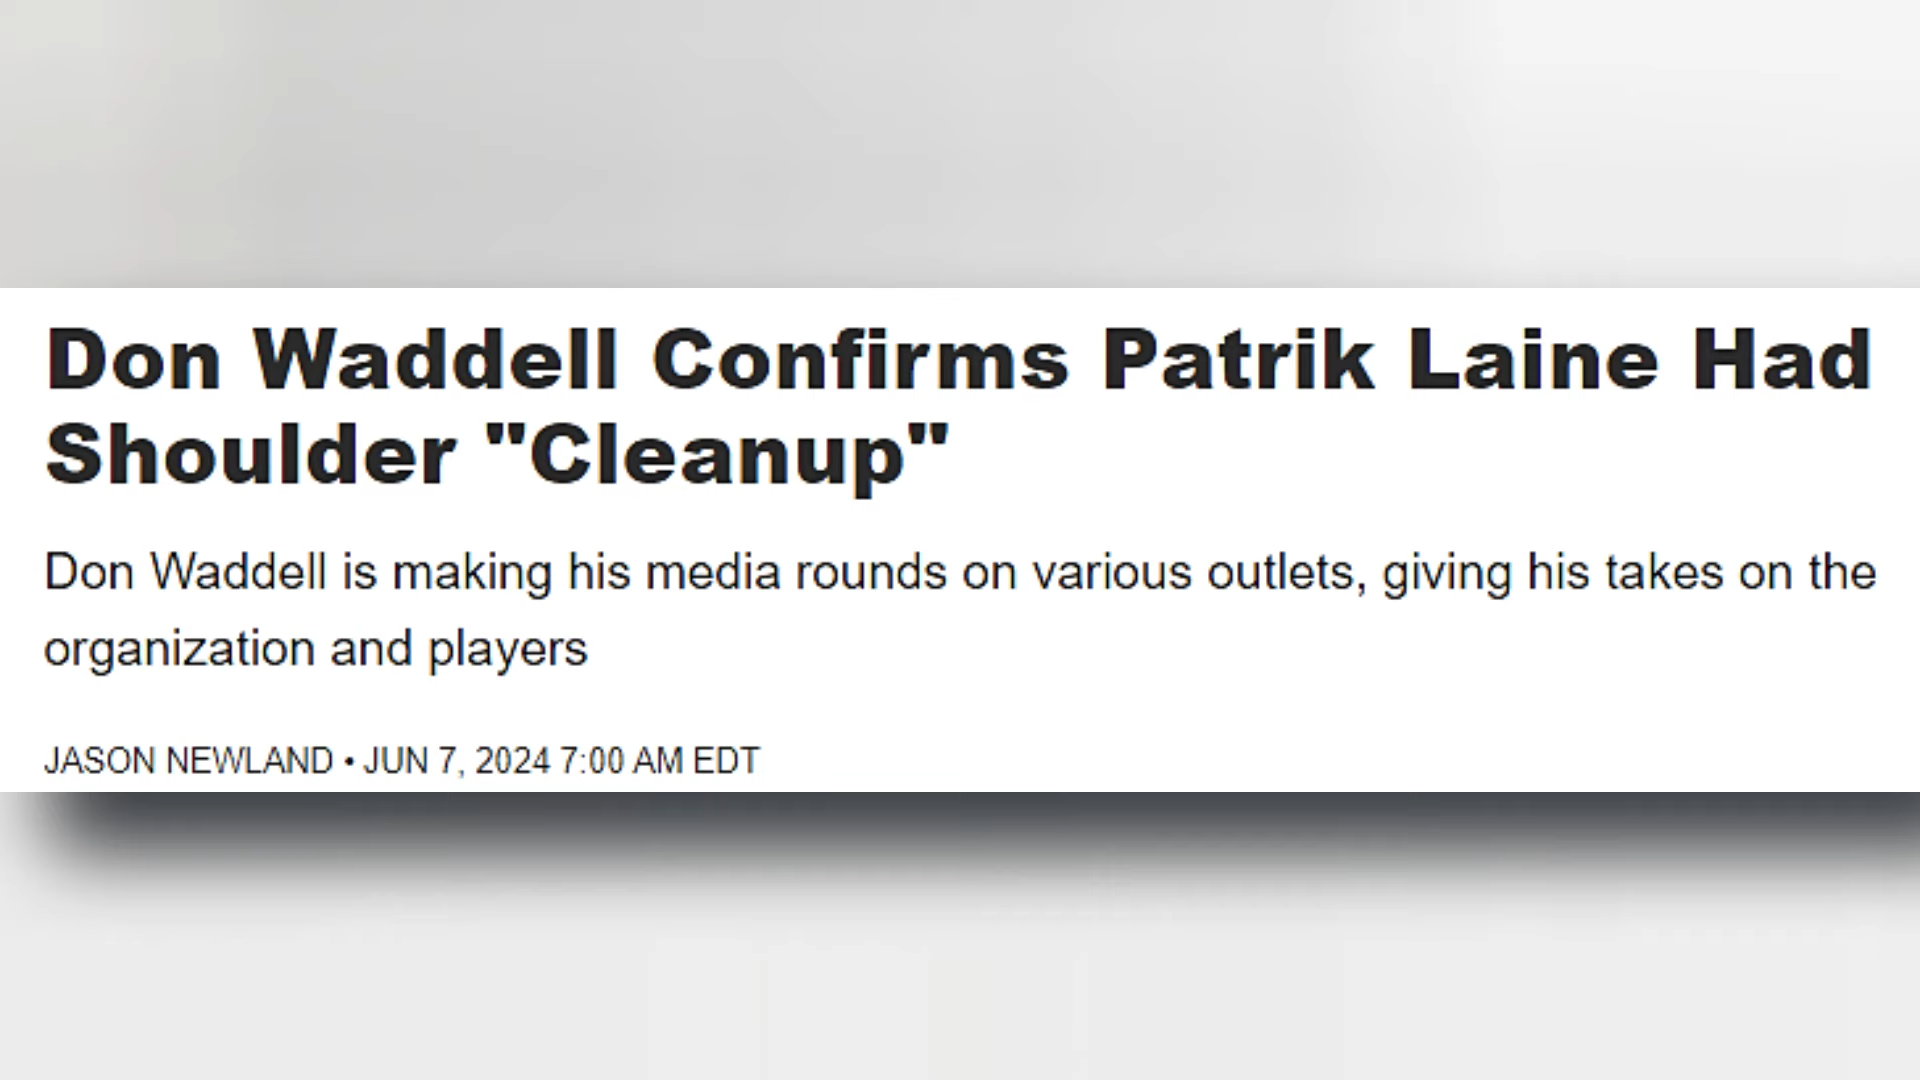 Don Waddell Confirms Patrik Laine Had
Shoulder "Cleanup"
Don Waddell is making his media rounds on various outlets, giving his takes on the
organization and players
JASON NEWLAND • JUN 7, 2024 7:00 AM EDT